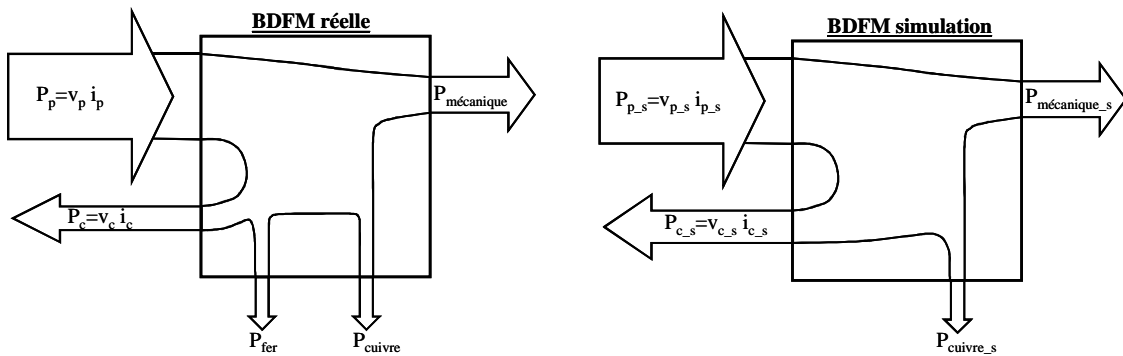 BDFM réelle
P_p=v_p i_p
P_mécanique
P_c=v_c i_c
P_fer
P_cuivre
BDFM simulation
P_p_s=v_p_s i_p_s
P_mécanique_s
P_c_s=v_c_s i_c_s
P_cuivre_s